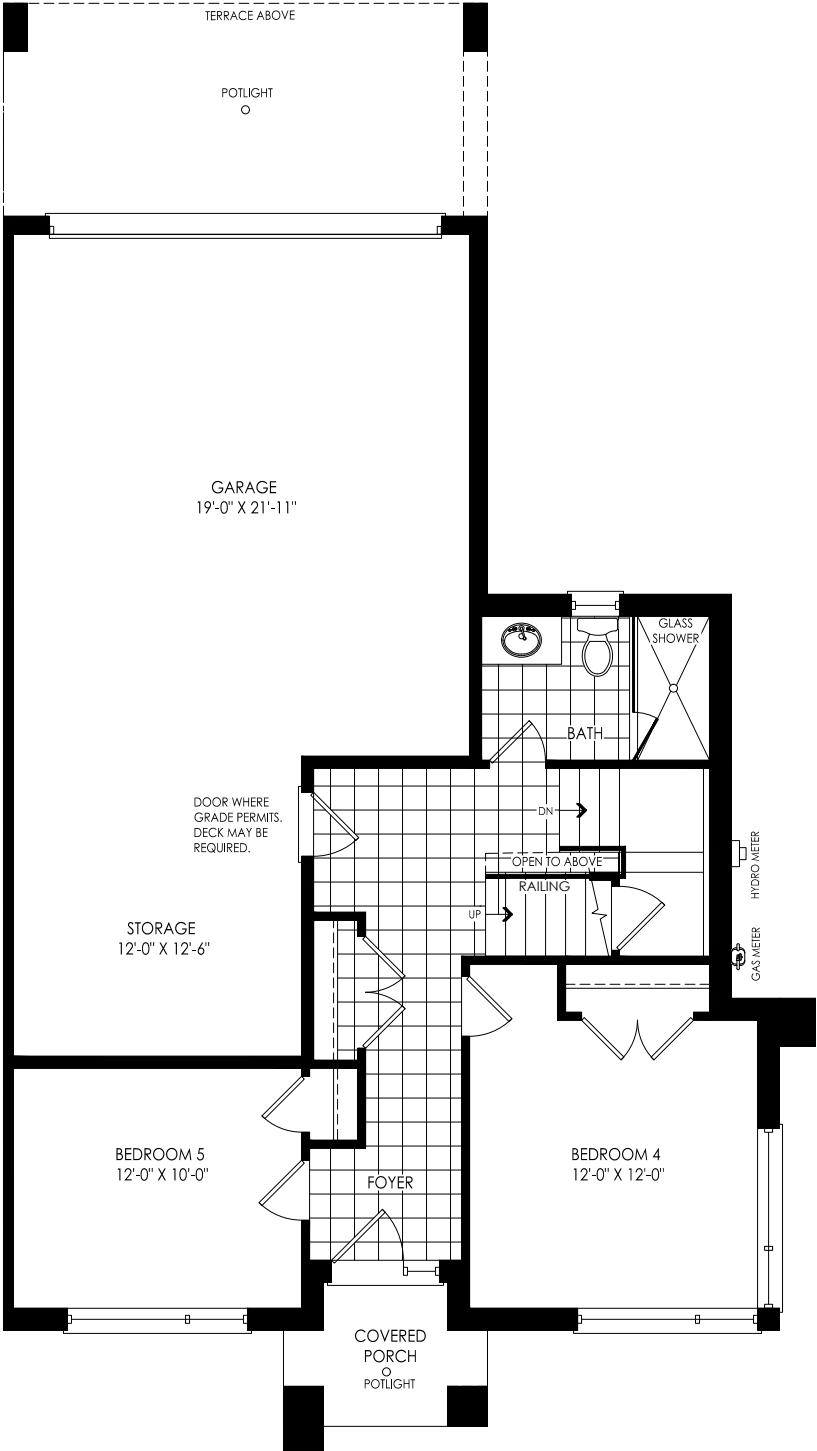 TERRACE ABOVE
POTLIGHT
GARAGE
19'-0" X 21'-11"
GLASS
SHOWER
BATH
DOOR WHERE
GRADE PERMITS.
DECK MAY BE
REQUIRED.
DN
OPEN TO ABOVE
RAILING
UP
HYDRO METER
GAS METER
STORAGE
12'-0" X 12'-6"
BEDROOM 5
12'-0" X 10'-0"
FOYER
BEDROOM 4
12'-0" X 12'-0"
COVERED
PORCH
POTLIGHT